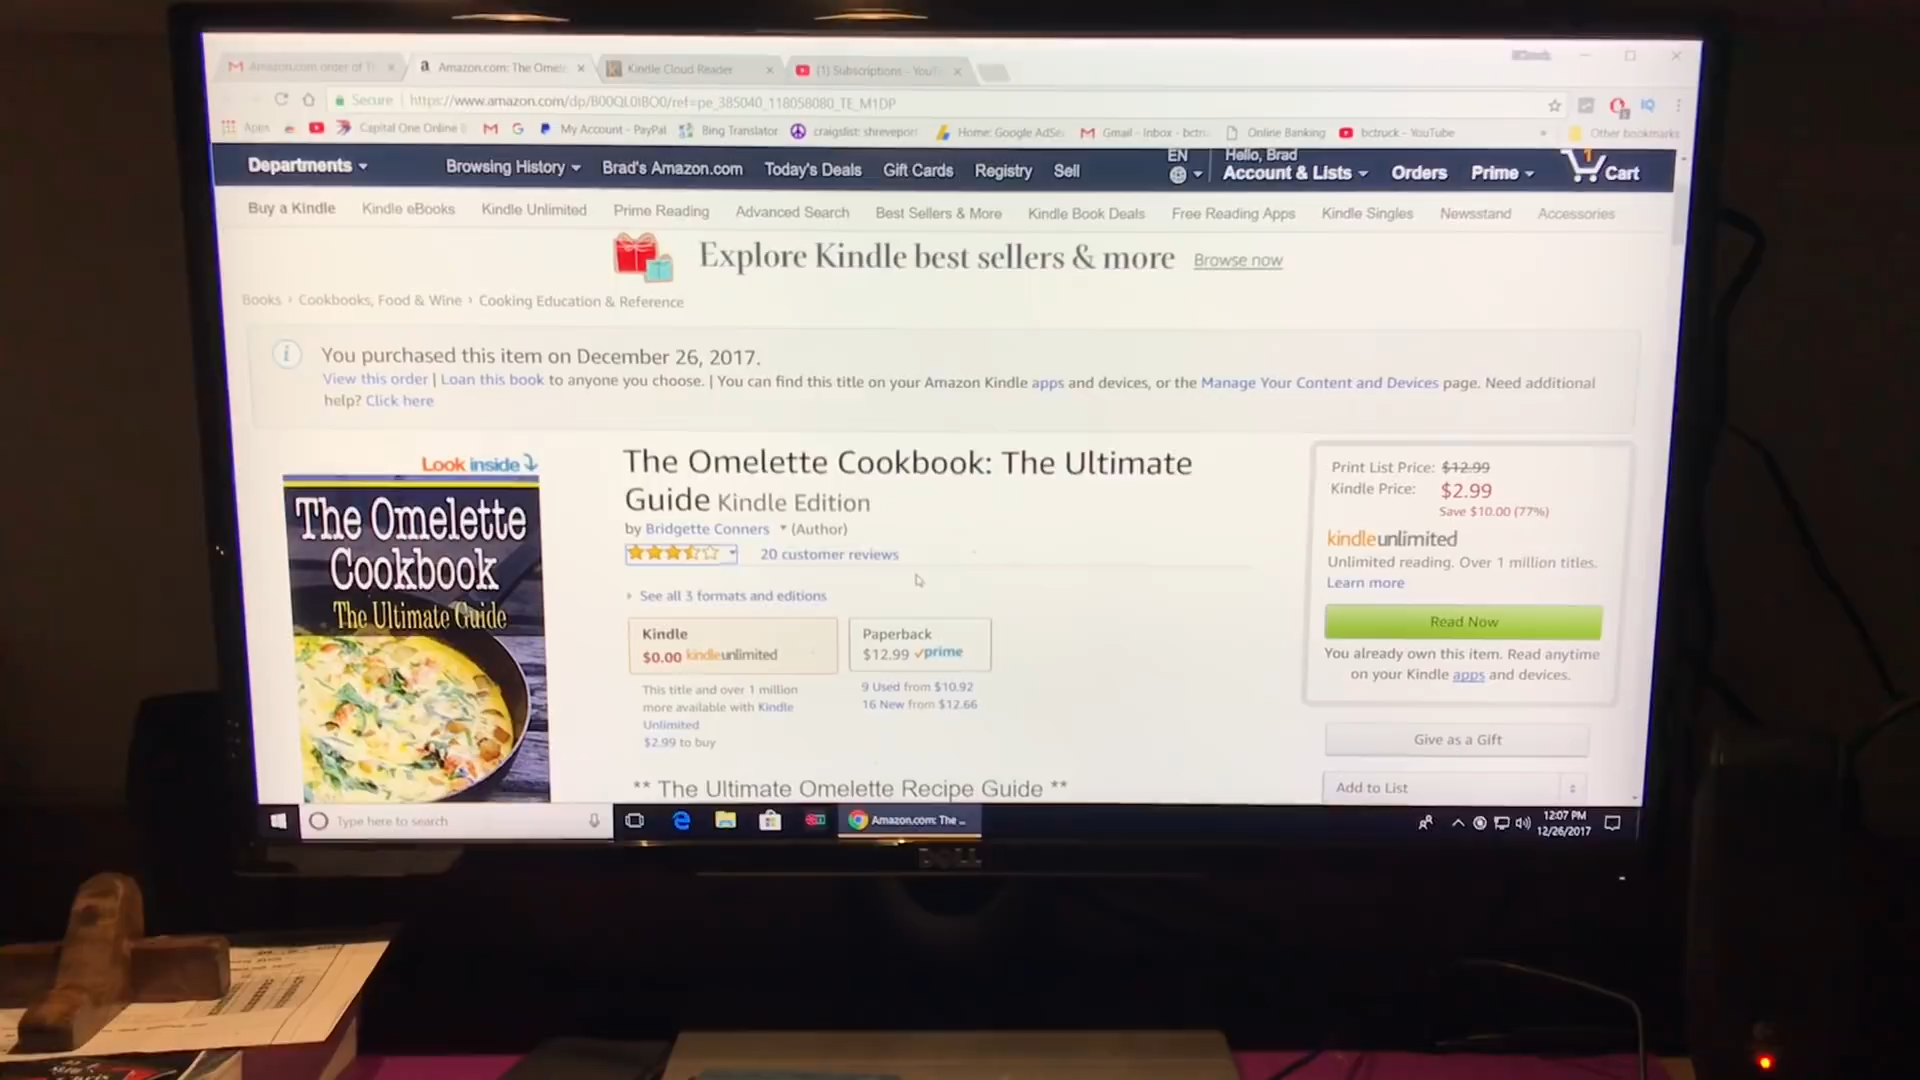 Amazon.com order of
Amazon.com: The Omele
Kindle Cloud Reader
(1) Subscriptions - YouT
Secure
https://www.amazon.com/dp/B00QL0IBO0/ref=pe_385040_118058080_TE_M1DP
Apps
Capital One Online
My Account - PayPal
Bing Translator
craigslist: shreveport
Home: Google AdSe
Gmail - Inbox - bctru
Online Banking
bctruck - YouTube
Other bookmarks
Departments
Browsing History
Brad's Amazon.com
Today's Deals
Gift Cards
Registry
Sell
EN
Hello, Brad
Account & Lists
Orders
Prime
1
Cart
Buy a Kindle
Kindle eBooks
Kindle Unlimited
Prime Reading
Advanced Search
Best Sellers & More
Kindle Book Deals
Free Reading Apps
Kindle Singles
Newsstand
Accessories
Explore Kindle best sellers & more Browse now
Books › Cookbooks, Food & Wine › Cooking Education & Reference
You purchased this item on December 26, 2017.
View this order | Loan this book to anyone you choose. | You can find this title on your Amazon Kindle apps and devices, or the Manage Your Content and Devices page. Need additional
help? Click here
Look inside
The Omelette
Cookbook
The Ultimate Guide
The Omelette Cookbook: The Ultimate
Guide Kindle Edition
by Bridgette Conners (Author)
20 customer reviews
See all 3 formats and editions
Kindle
$0.00 kindleunlimited
This title and over 1 million
more available with Kindle
Unlimited
$2.99 to buy
Paperback
$12.99 prime
9 Used from $10.92
16 New from $12.66
** The Ultimate Omelette Recipe Guide **
Print List Price: $12.99
Kindle Price: $2.99
Save $10.00 (77%)
kindleunlimited
Unlimited reading. Over 1 million titles.
Learn more
Read Now
You already own this item. Read anytime
on your Kindle apps and devices.
Give as a Gift
Add to List
Type here to search
Amazon.com: The ...
12:07 PM
12/26/2017
DELL